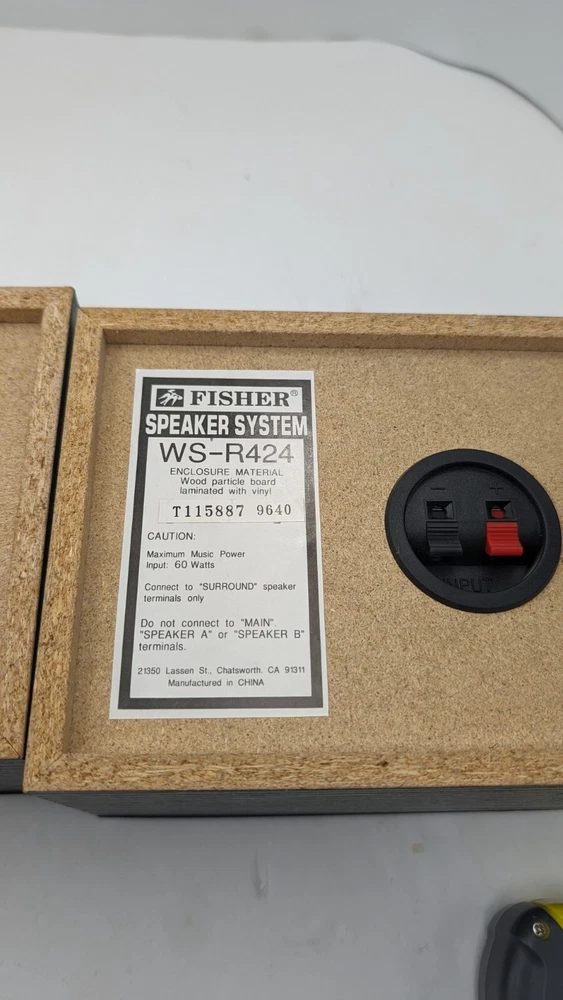 FISHER®
SPEAKER SYSTEM
WS-R424
ENCLOSURE MATERIAL
Wood particle board
laminated with vinyl
T115887 9640
CAUTION:
Maximum Music Power
Input: 60 Watts
Connect to "SURROUND" speaker
terminals only
Do not connect to "MAIN".
"SPEAKER A" or "SPEAKER B"
terminals.
21350 Lassen St., Chatsworth. CA 91311
Manufactured in CHINA
- +
INPUT